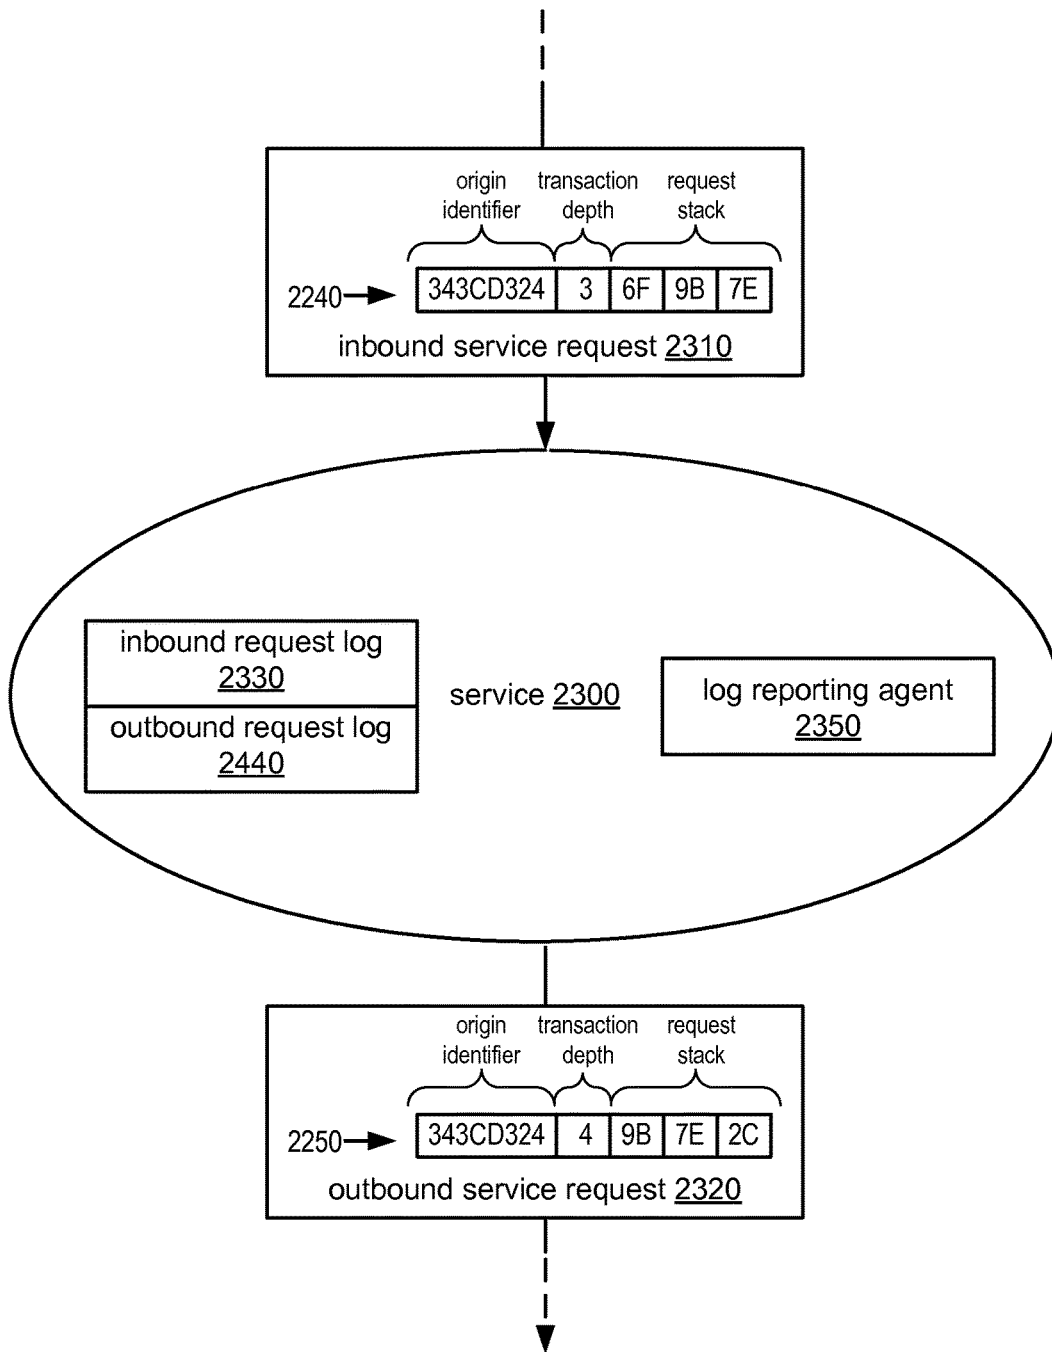 origin transaction request
identifier depth stack
2240 343CD324 3 6F 9B 7E
inbound service request 2310
inbound request log
2330
outbound request log
2440
service 2300
log reporting agent
2350
origin transaction request
identifier depth stack
2250 343CD324 4 9B 7E 2C
outbound service request 2320